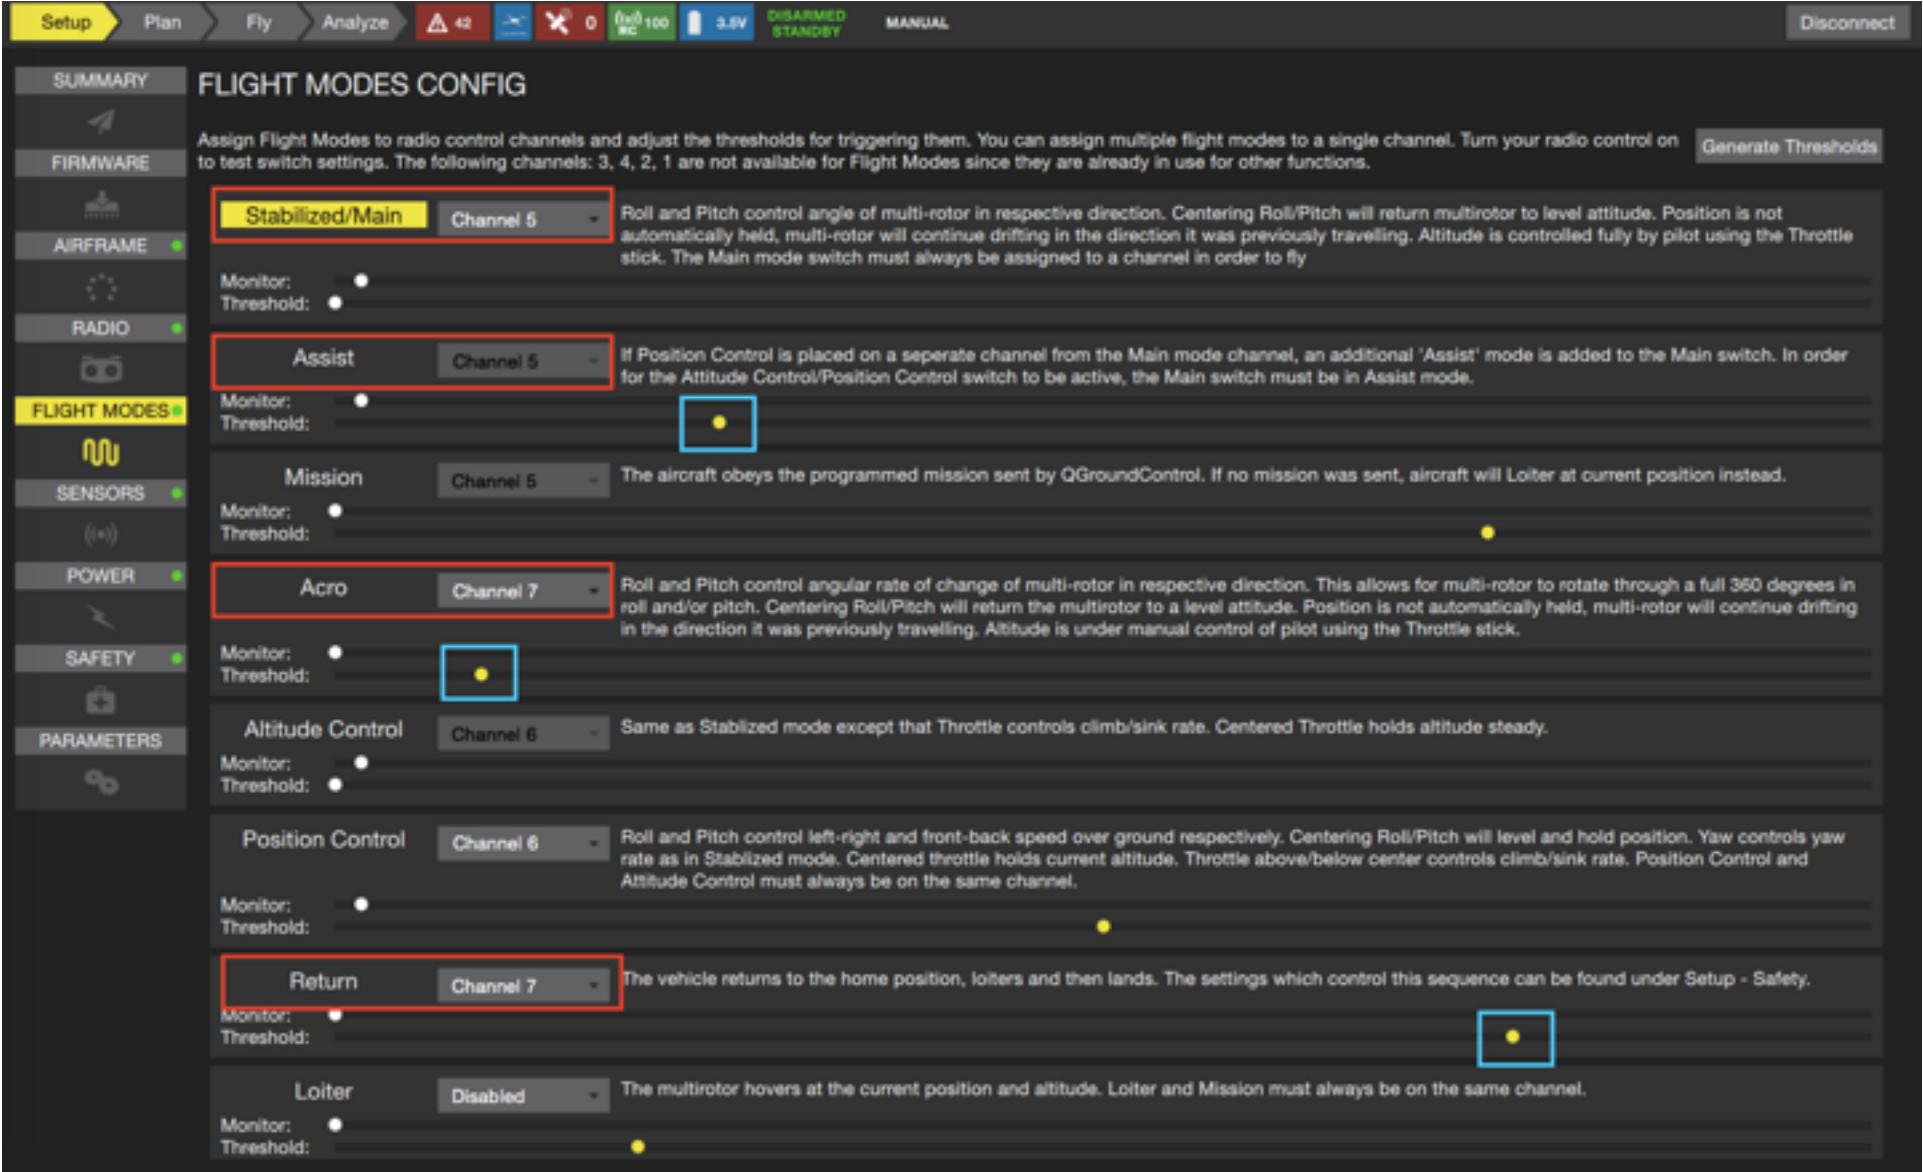 Setup Plan Fly Analyze 42 0 RC 100 3.8V DISARMED STANDBY MANUAL Disconnect
SUMMARY
FIRMWARE
AIRFRAME
RADIO
FLIGHT MODES
SENSORS
POWER
SAFETY
PARAMETERS
FLIGHT MODES CONFIG
Assign Flight Modes to radio control channels and adjust the thresholds for triggering them. You can assign multiple flight modes to a single channel. Turn your radio control on
to test switch settings. The following channels: 3, 4, 2, 1 are not available for Flight Modes since they are already in use for other functions.
Generate Thresholds
Stabilized/Main Channel 5
Roll and Pitch control angle of multi-rotor in respective direction. Centering Roll/Pitch will return multirotor to level attitude. Position is not
automatically held, multi-rotor will continue drifting in the direction it was previously travelling. Altitude is controlled fully by pilot using the Throttle
stick. The Main mode switch must always be assigned to a channel in order to fly
Monitor:
Threshold:
Assist Channel 5
If Position Control is placed on a seperate channel from the Main mode channel, an additional 'Assist' mode is added to the Main switch. In order
for the Attitude Control/Position Control switch to be active, the Main switch must be in Assist mode.
Monitor:
Threshold:
Mission Channel 5
The aircraft obeys the programmed mission sent by QGroundControl. If no mission was sent, aircraft will Loiter at current position instead.
Monitor:
Threshold:
Acro Channel 7
Roll and Pitch control angular rate of change of multi-rotor in respective direction. This allows for multi-rotor to rotate through a full 360 degrees in
roll and/or pitch. Centering Roll/Pitch will return the multirotor to a level attitude. Position is not automatically held, multi-rotor will continue drifting
in the direction it was previously travelling. Altitude is under manual control of pilot using the Throttle stick.
Monitor:
Threshold:
Altitude Control Channel 6
Same as Stablized mode except that Throttle controls climb/sink rate. Centered Throttle holds altitude steady.
Monitor:
Threshold:
Position Control Channel 6
Roll and Pitch control left-right and front-back speed over ground respectively. Centering Roll/Pitch will level and hold position. Yaw controls yaw
rate as in Stablized mode. Centered throttle holds current altitude. Throttle above/below center controls climb/sink rate. Position Control and
Attitude Control must always be on the same channel.
Monitor:
Threshold:
Return Channel 7
The vehicle returns to the home position, loiters and then lands. The settings which control this sequence can be found under Setup - Safety.
Monitor:
Threshold:
Loiter Disabled
The multirotor hovers at the current position and altitude. Loiter and Mission must always be on the same channel.
Monitor:
Threshold: